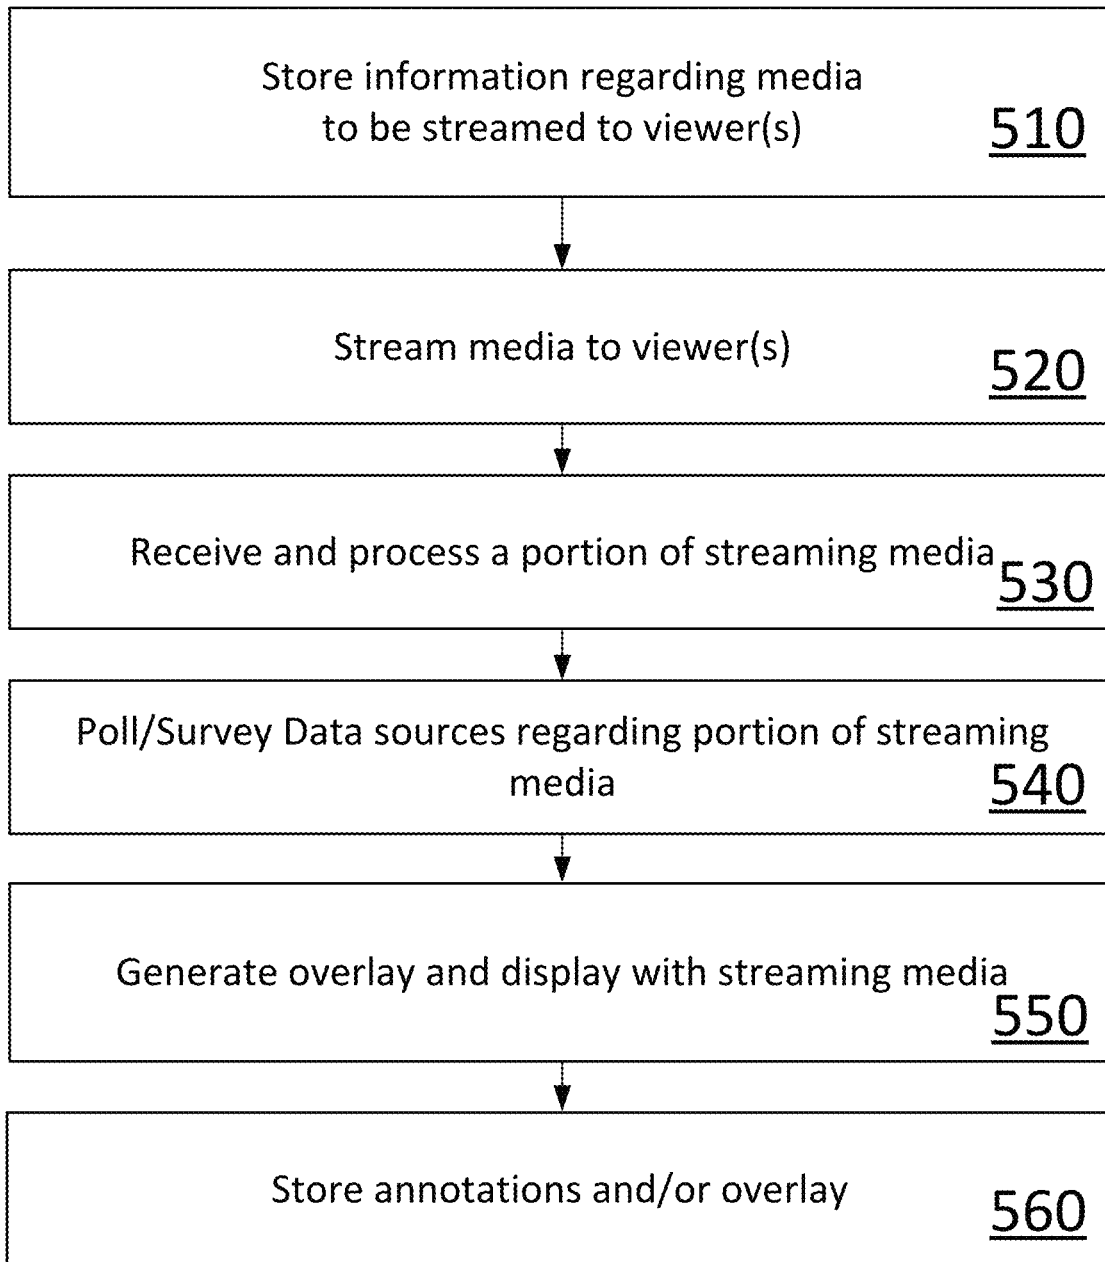 Store information regarding media
to be streamed to viewer(s)
510
Stream media to viewer(s)
520
Receive and process a portion of streaming media
530
Poll/Survey Data sources regarding portion of streaming
media
540
Generate overlay and display with streaming media
550
Store annotations and/or overlay
560